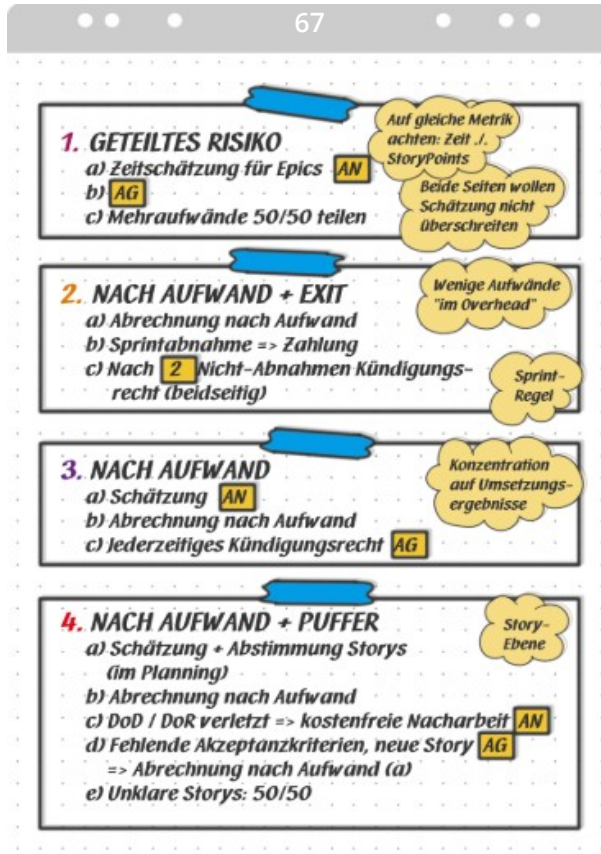 67
1. GETEILTES RISIKO
a) Zeitschätzung für Epics AN
b) AG
c) Mehraufwände 50/50 teilen
Auf gleiche Metrik
achten: Zeit ./.
StoryPoints
Beide Seiten wollen
Schätzung nicht
überschreiten
2. NACH AUFWAND + EXIT
a) Abrechnung nach Aufwand
b) Sprintabnahme => Zahlung
c) Nach 2 Nicht-Abnahmen Kündigungs-
recht (beidseitig)
Wenige Aufwände
"im Overhead"
Sprint-
Regel
3. NACH AUFWAND
a) Schätzung AN
b) Abrechnung nach Aufwand
c) Jederzeitiges Kündigungsrecht AG
Konzentration
auf Umsetzungs-
ergebnisse
4. NACH AUFWAND + PUFFER
a) Schätzung + Abstimmung Storys
(im Planning)
b) Abrechnung nach Aufwand
c) DoD / DoR verletzt => kostenfreie Nacharbeit AN
d) Fehlende Akzeptanzkriterien, neue Story AG
=> Abrechnung nach Aufwand (a)
e) Unklare Storys: 50/50
Story-
Ebene